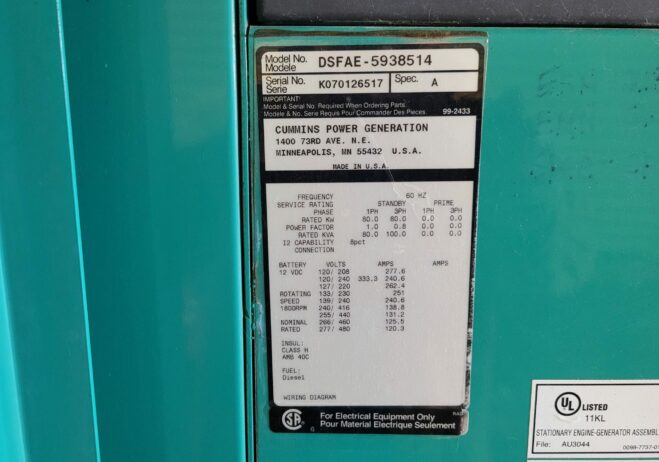 Model No. DSFAE-5938514
Modele
Serial No. K070126517 Spec. A
Serie
IMPORTANT:
Model & Serial No. Required When Ordering Parts.
Modele & No. Serie Requis Pour Commander Des Pieces. 99-2433
CUMMINS POWER GENERATION
1400 73RD AVE. N.E.
MINNEAPOLIS, MN 55432 U.S.A.
MADE IN U.S.A.
FREQUENCY 60 HZ
SERVICE RATING STANDBY PRIME
PHASE 1PH 3PH 1PH 3PH
RATED KW 80.0 80.0 0.0 0.0
POWER FACTOR 1.0 0.8 0.0 0.0
RATED KVA 80.0 100.0 0.0 0.0
I2 CAPABILITY 8pct
CONNECTION
BATTERY VOLTS AMPS AMPS
12 VDC 120/ 208 277.6
120/ 240 333.3 240.6
127/ 220 262.4
ROTATING 133/ 230 251
SPEED 139/ 240 240.6
1800RPM 240/ 416 138.8
255/ 440 131.2
NOMINAL 266/ 460 125.5
RATED 277/ 480 120.3
INSUL:
CLASS H
AMB 40C
FUEL:
Diesel
WIRING DIAGRAM
For Electrical Equipment Only
Pour Material Electrique Seulement
UL LISTED
11KL
STATIONARY ENGINE-GENERATOR ASSEMBL
File: AU3044
0098-7737-01